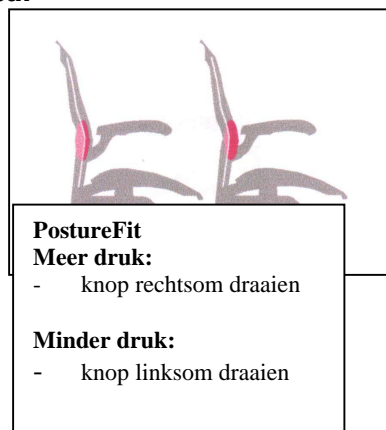 PostureFit
Meer druk:
- knop rechtsom draaien
Minder druk:
- knop linksom draaien